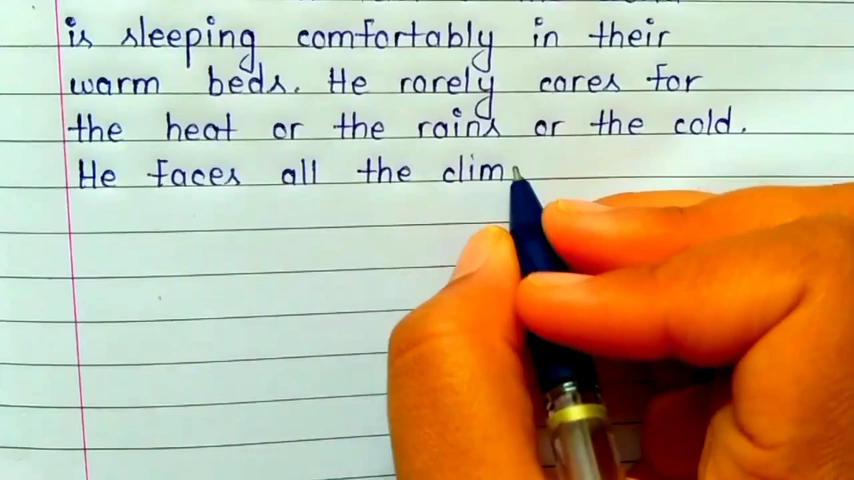 is sleeping comfortably in their
warm beds. He rarely cares for
the heat or the rains or the cold.
He faces all the clim